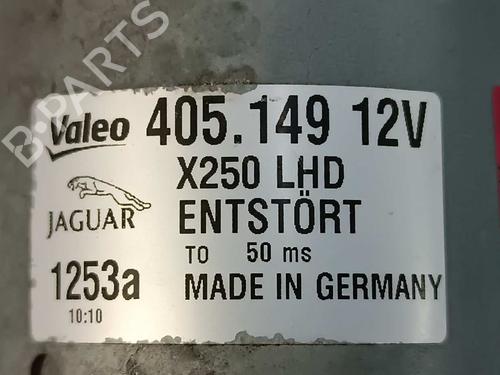 Valeo 405.149 12V
X250 LHD
JAGUAR ENTSTÖRT
TO 50 ms
1253a MADE IN GERMANY
10:10
B-PARTS